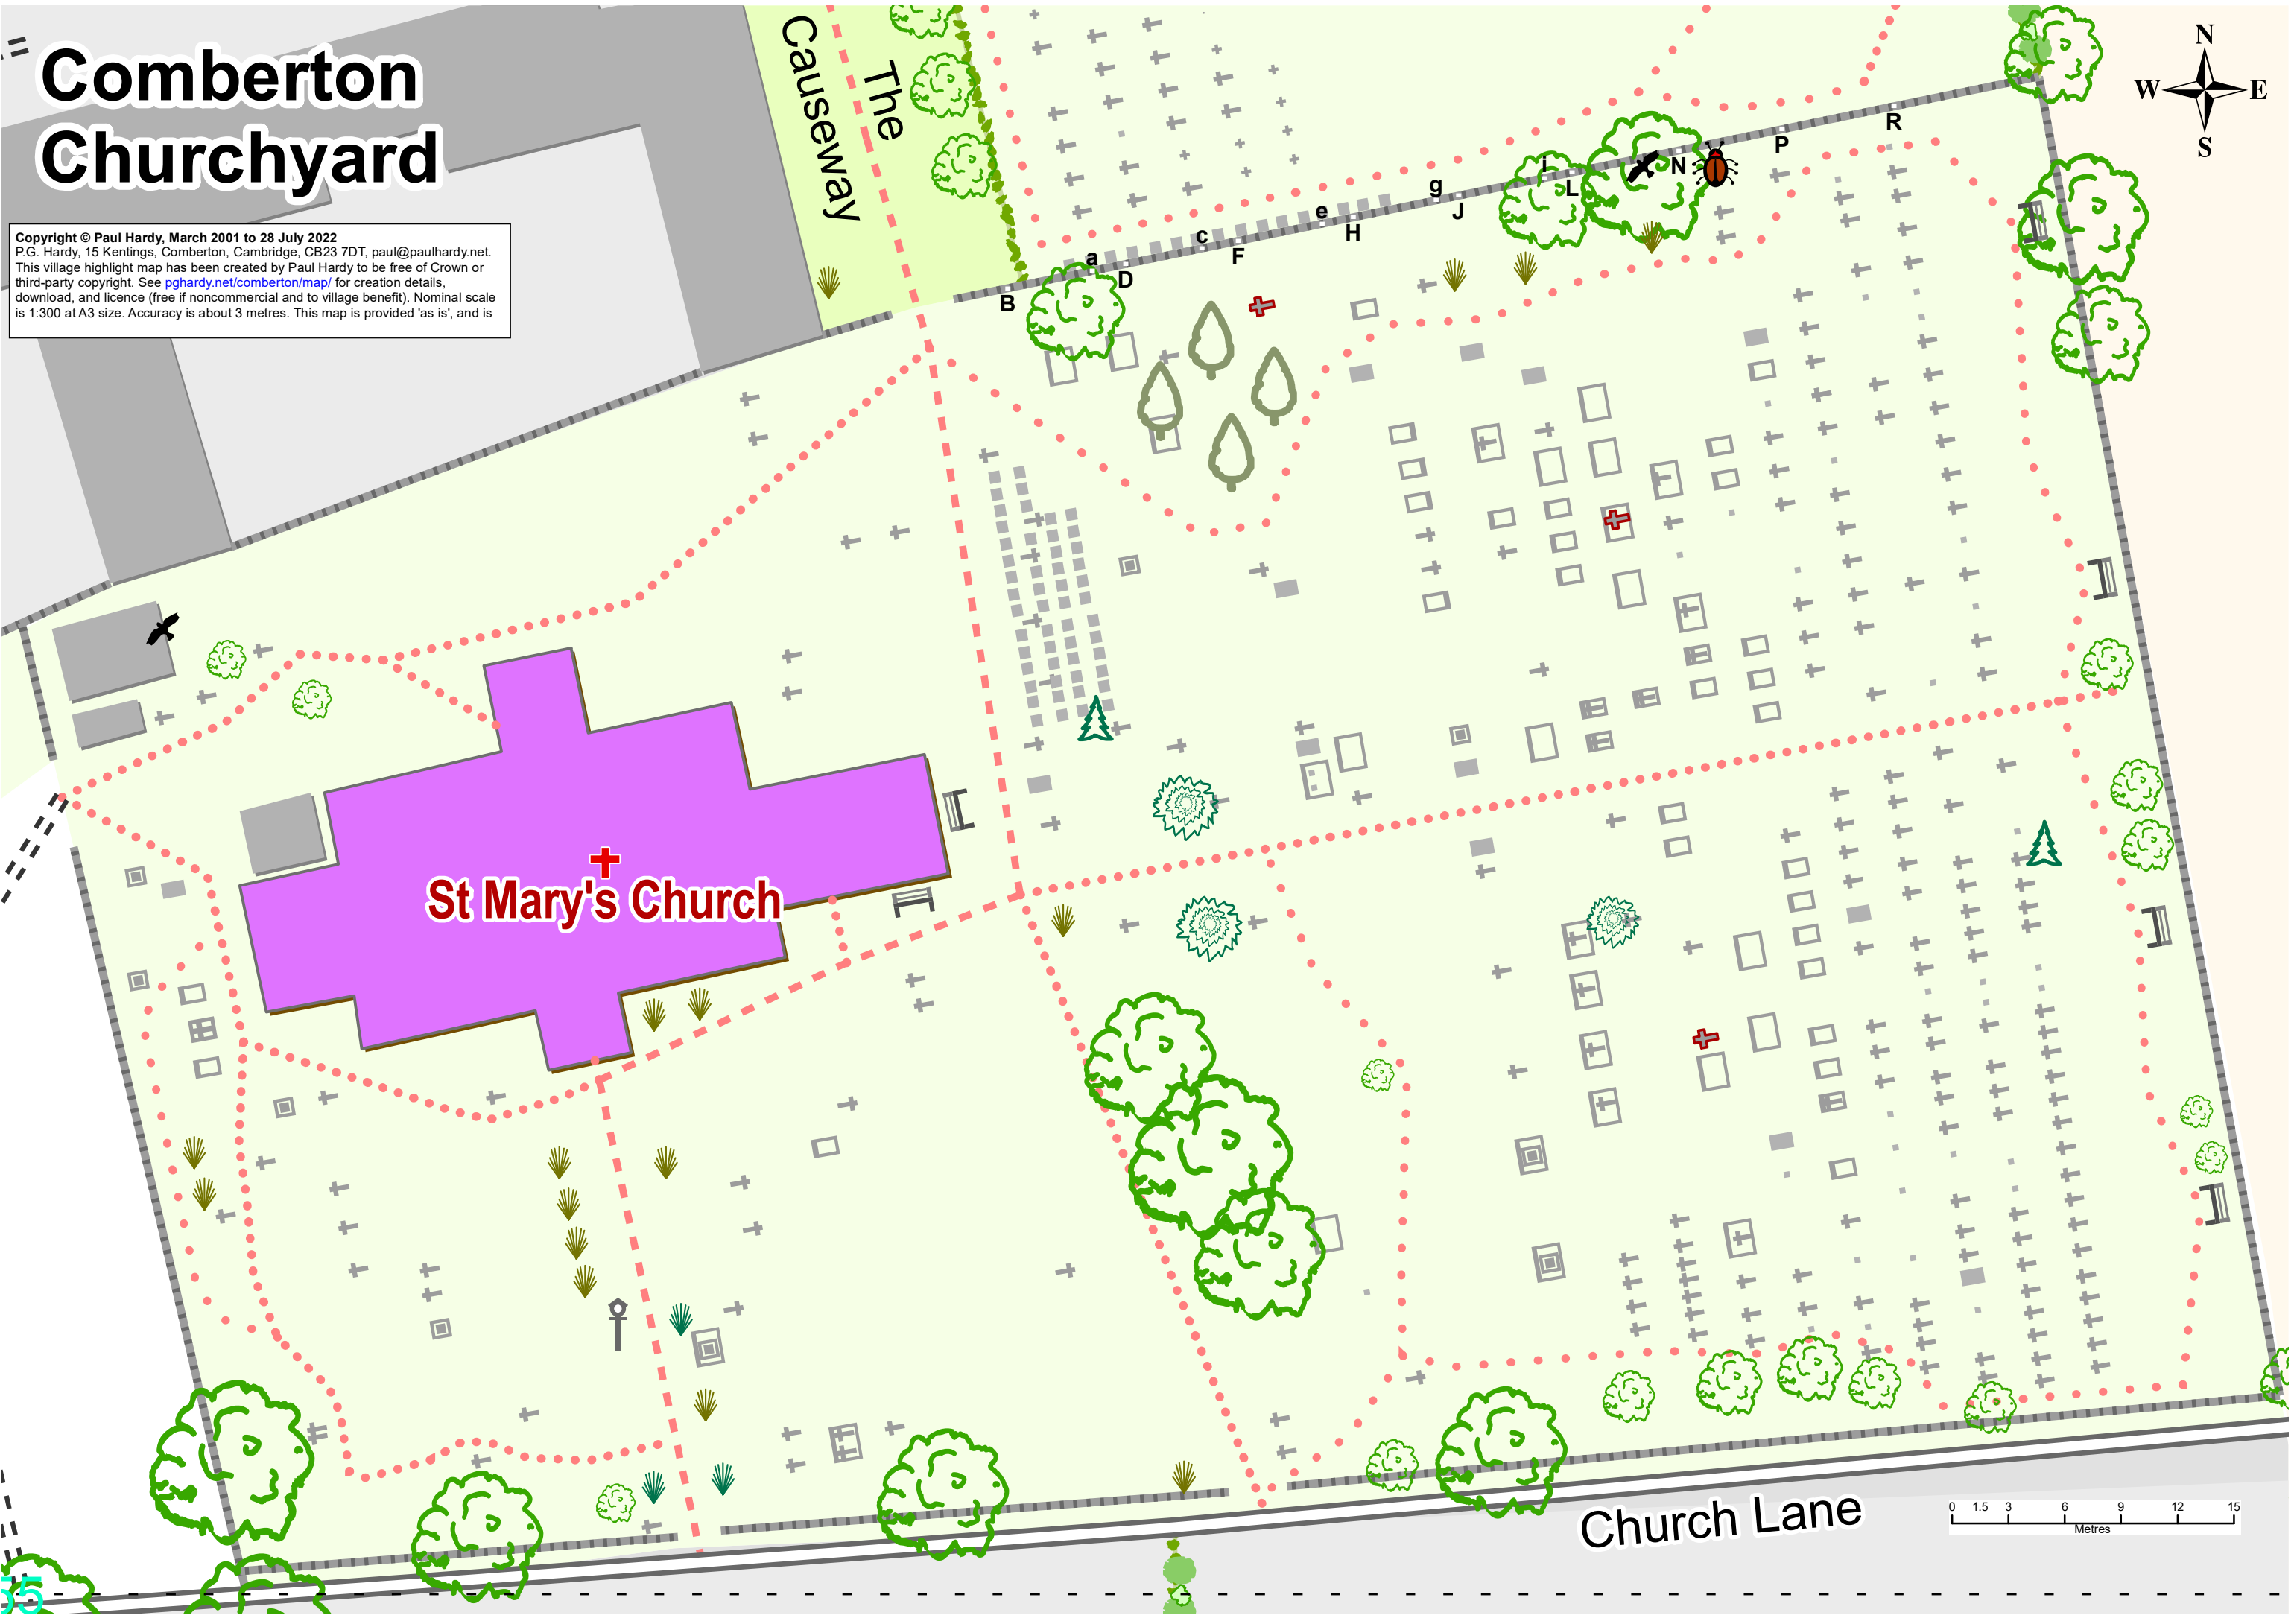 Comberton
Churchyard
Copyright © Paul Hardy, March 2001 to 28 July 2022
P.G. Hardy, 15 Kentings, Comberton, Cambridge, CB23 7DT, paul@paulhardy.net.
This village highlight map has been created by Paul Hardy to be free of Crown or
third-party copyright. See pghardy.net/comberton/map/ for creation details,
download, and licence (free if noncommercial and to village benefit). Nominal scale
is 1:300 at A3 size. Accuracy is about 3 metres. This map is provided 'as is', and is
The
Causeway
N
W E
S
R
P
N
i
L
g
J
e
H
c
F
a
D
B
St Mary's Church
Church Lane
0 1.5 3 6 9 12 15
Metres
55